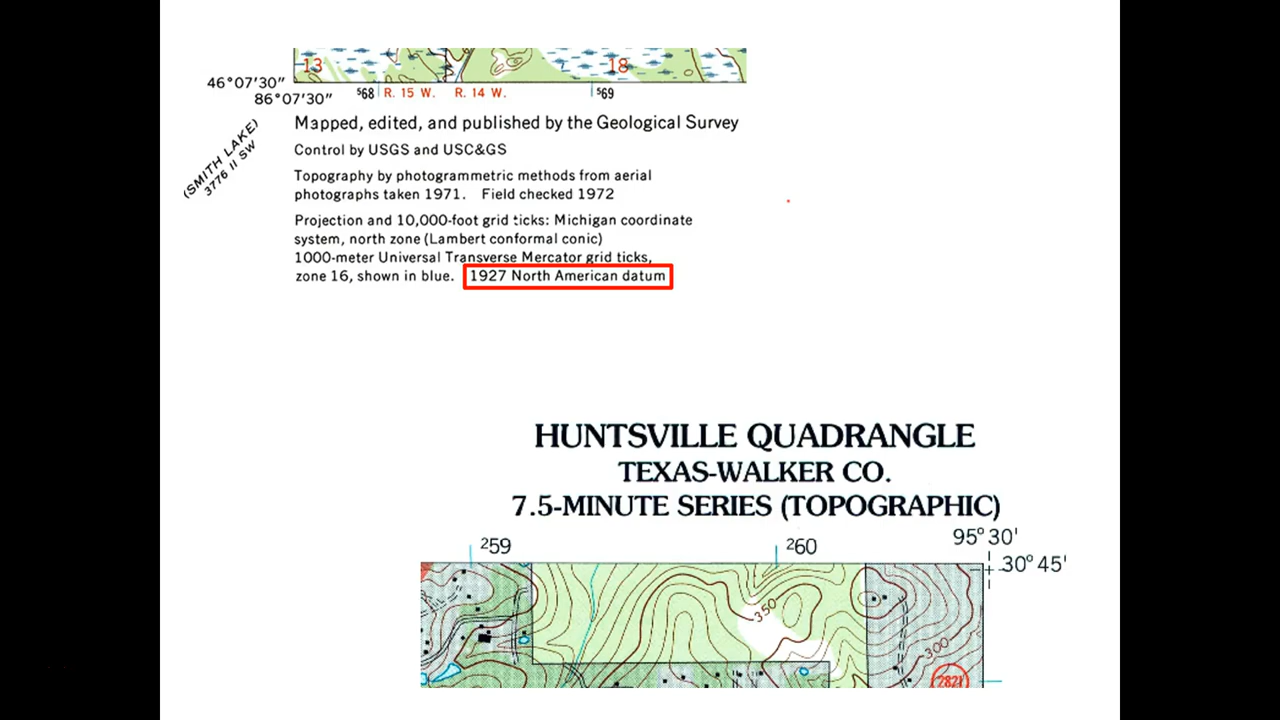 13
18
46°07'30"
86°07'30"
⁵68
R. 15 W.
R. 14 W.
⁵69
(SMITH LAKE)
3776 II SW
Mapped, edited, and published by the Geological Survey
Control by USGS and USC&GS
Topography by photogrammetric methods from aerial
photographs taken 1971. Field checked 1972
Projection and 10,000-foot grid ticks: Michigan coordinate
system, north zone (Lambert conformal conic)
1000-meter Universal Transverse Mercator grid ticks,
zone 16, shown in blue. 1927 North American datum
HUNTSVILLE QUADRANGLE
TEXAS-WALKER CO.
7.5-MINUTE SERIES (TOPOGRAPHIC)
²59
²60
95° 30'
30° 45'
350
300
2821